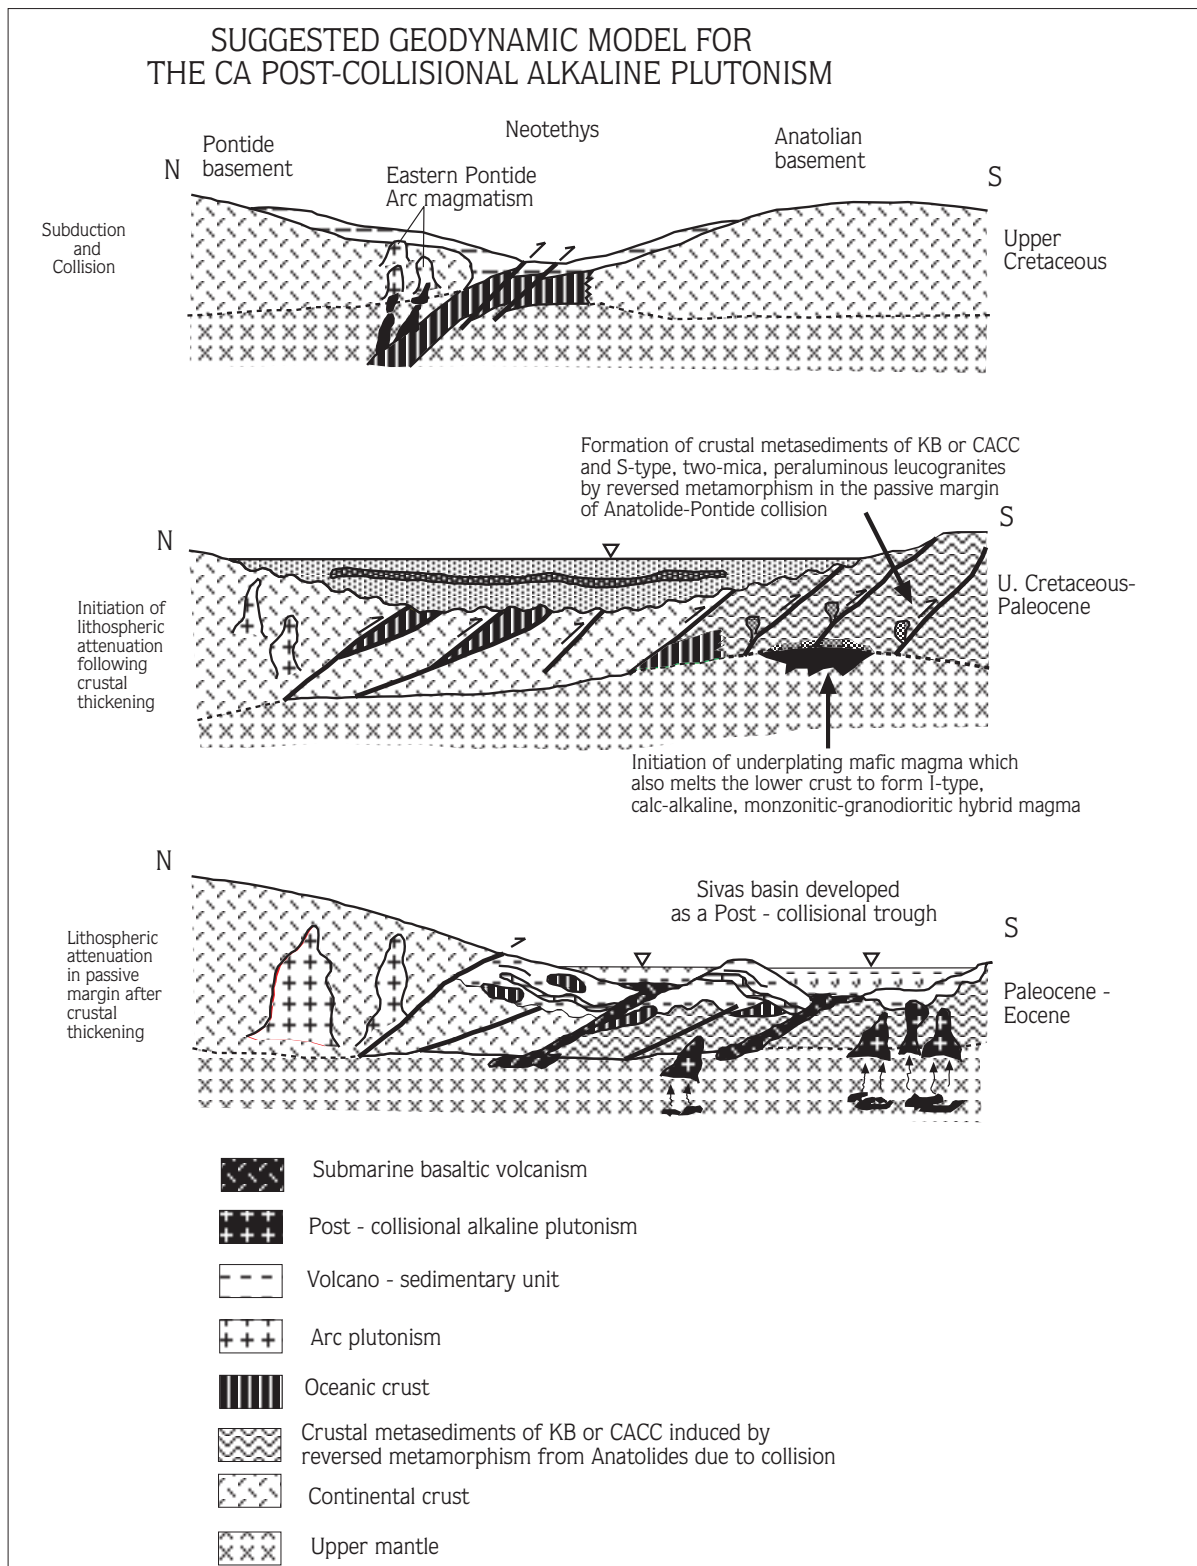 SUGGESTED GEODYNAMIC MODEL FOR
THE CA POST-COLLISIONAL ALKALINE PLUTONISM
Neotethys
Pontide
basement
Anatolian
basement
N
Eastern Pontide
Arc magmatism
S
Subduction
and
Collision
Upper
Cretaceous
Formation of crustal metasediments of KB or CACC
and S-type, two-mica, peraluminous leucogranites
by reversed metamorphism in the passive margin
of Anatolide-Pontide collision
N
S
Initiation of
lithospheric
attenuation
following
crustal
thickening
U. Cretaceous-
Paleocene
Initiation of underplating mafic magma which
also melts the lower crust to form I-type,
calc-alkaline, monzonitic-granodioritic hybrid magma
N
Sivas basin developed
as a Post - collisional trough
S
Lithospheric
attenuation
in passive
margin after
crustal
thickening
Paleocene -
Eocene
Submarine basaltic volcanism
Post - collisional alkaline plutonism
Volcano - sedimentary unit
Arc plutonism
Oceanic crust
Crustal metasediments of KB or CACC induced by
reversed metamorphism from Anatolides due to collision
Continental crust
Upper mantle